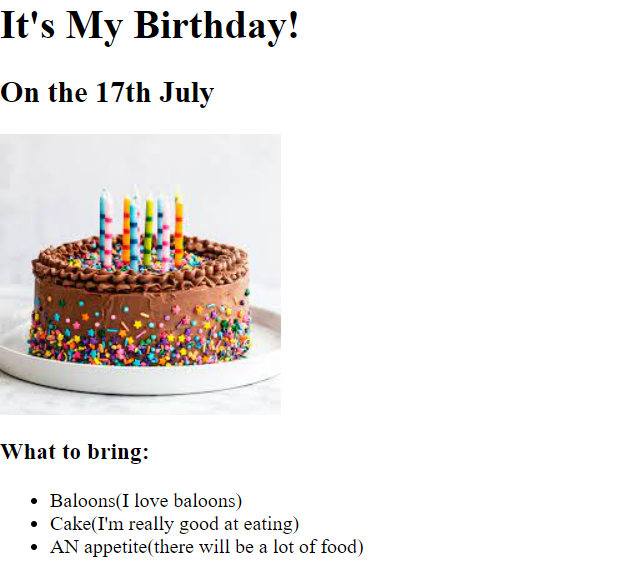 It's My Birthday!
On the 17th July
What to bring:
Baloons(I love baloons)
Cake(I'm really good at eating)
AN appetite(there will be a lot of food)